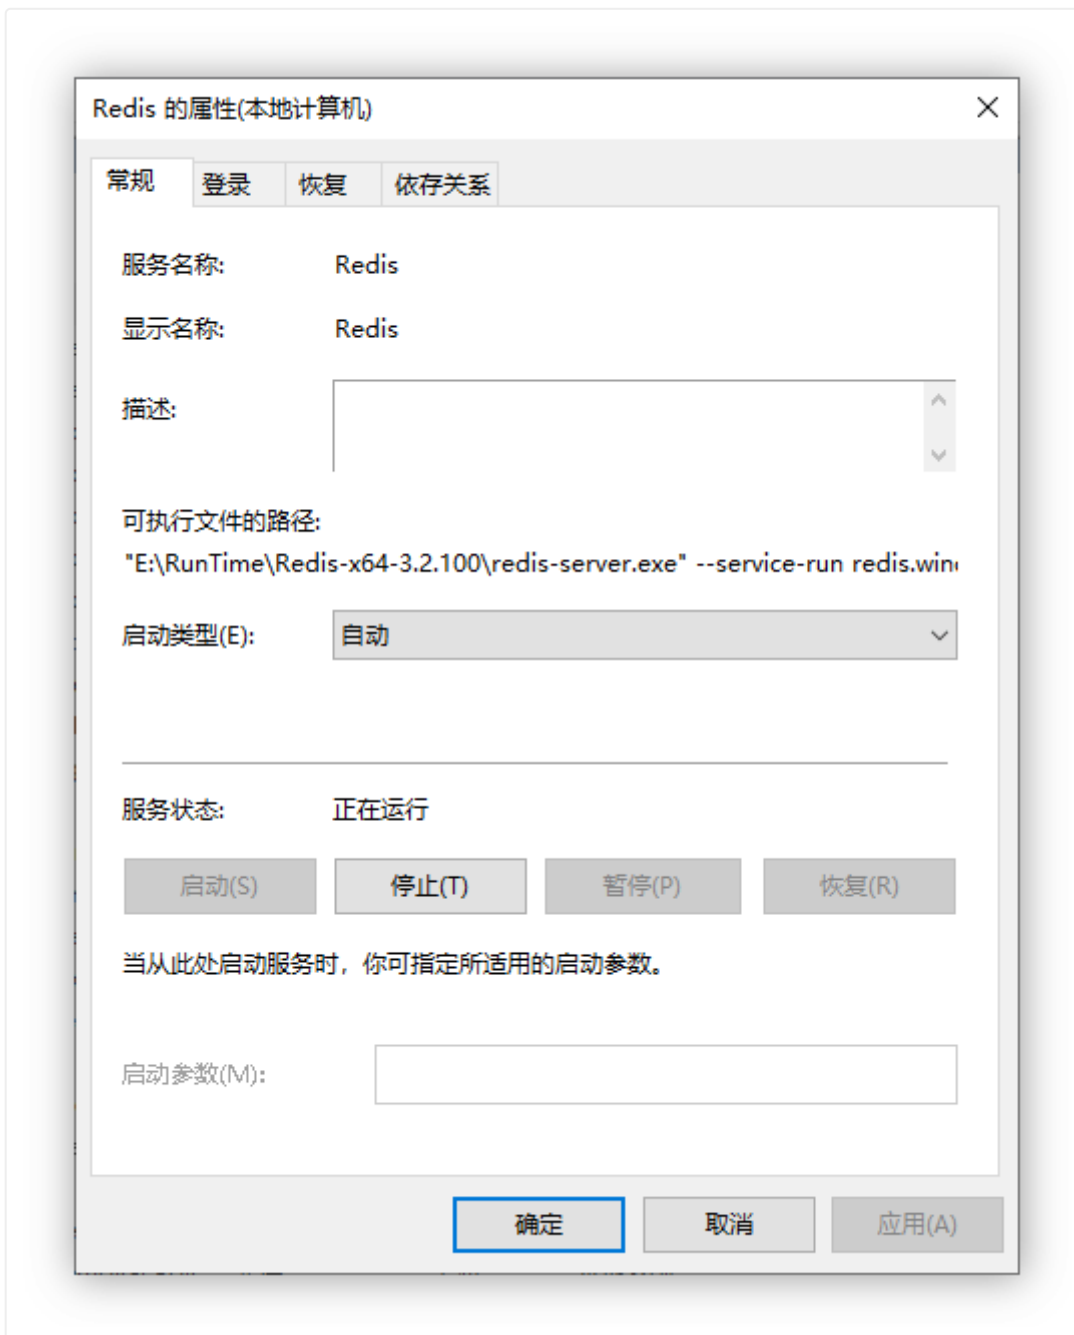 Redis 的属性(本地计算机)
常规 登录 恢复 依存关系
服务名称: Redis
显示名称: Redis
描述:
可执行文件的路径:
"E:\RunTime\Redis-x64-3.2.100\redis-server.exe" --service-run redis.win
启动类型(E): 自动
服务状态: 正在运行
启动(S) 停止(T) 暂停(P) 恢复(R)
当从此处启动服务时，你可指定所适用的启动参数。
启动参数(M):
确定 取消 应用(A)